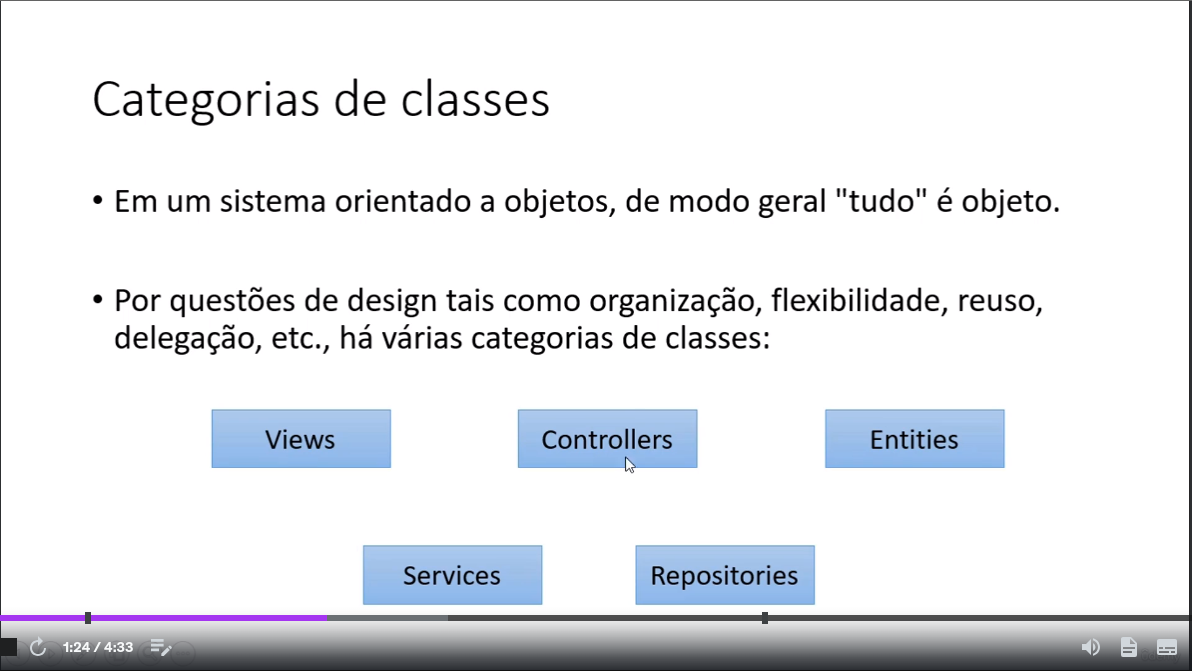 Categorias de classes
• Em um sistema orientado a objetos, de modo geral "tudo" é objeto.
• Por questões de design tais como organização, flexibilidade, reuso,
delegação, etc., há várias categorias de classes:
Views
Controllers
Entities
Services
Repositories
1:24 / 4:33